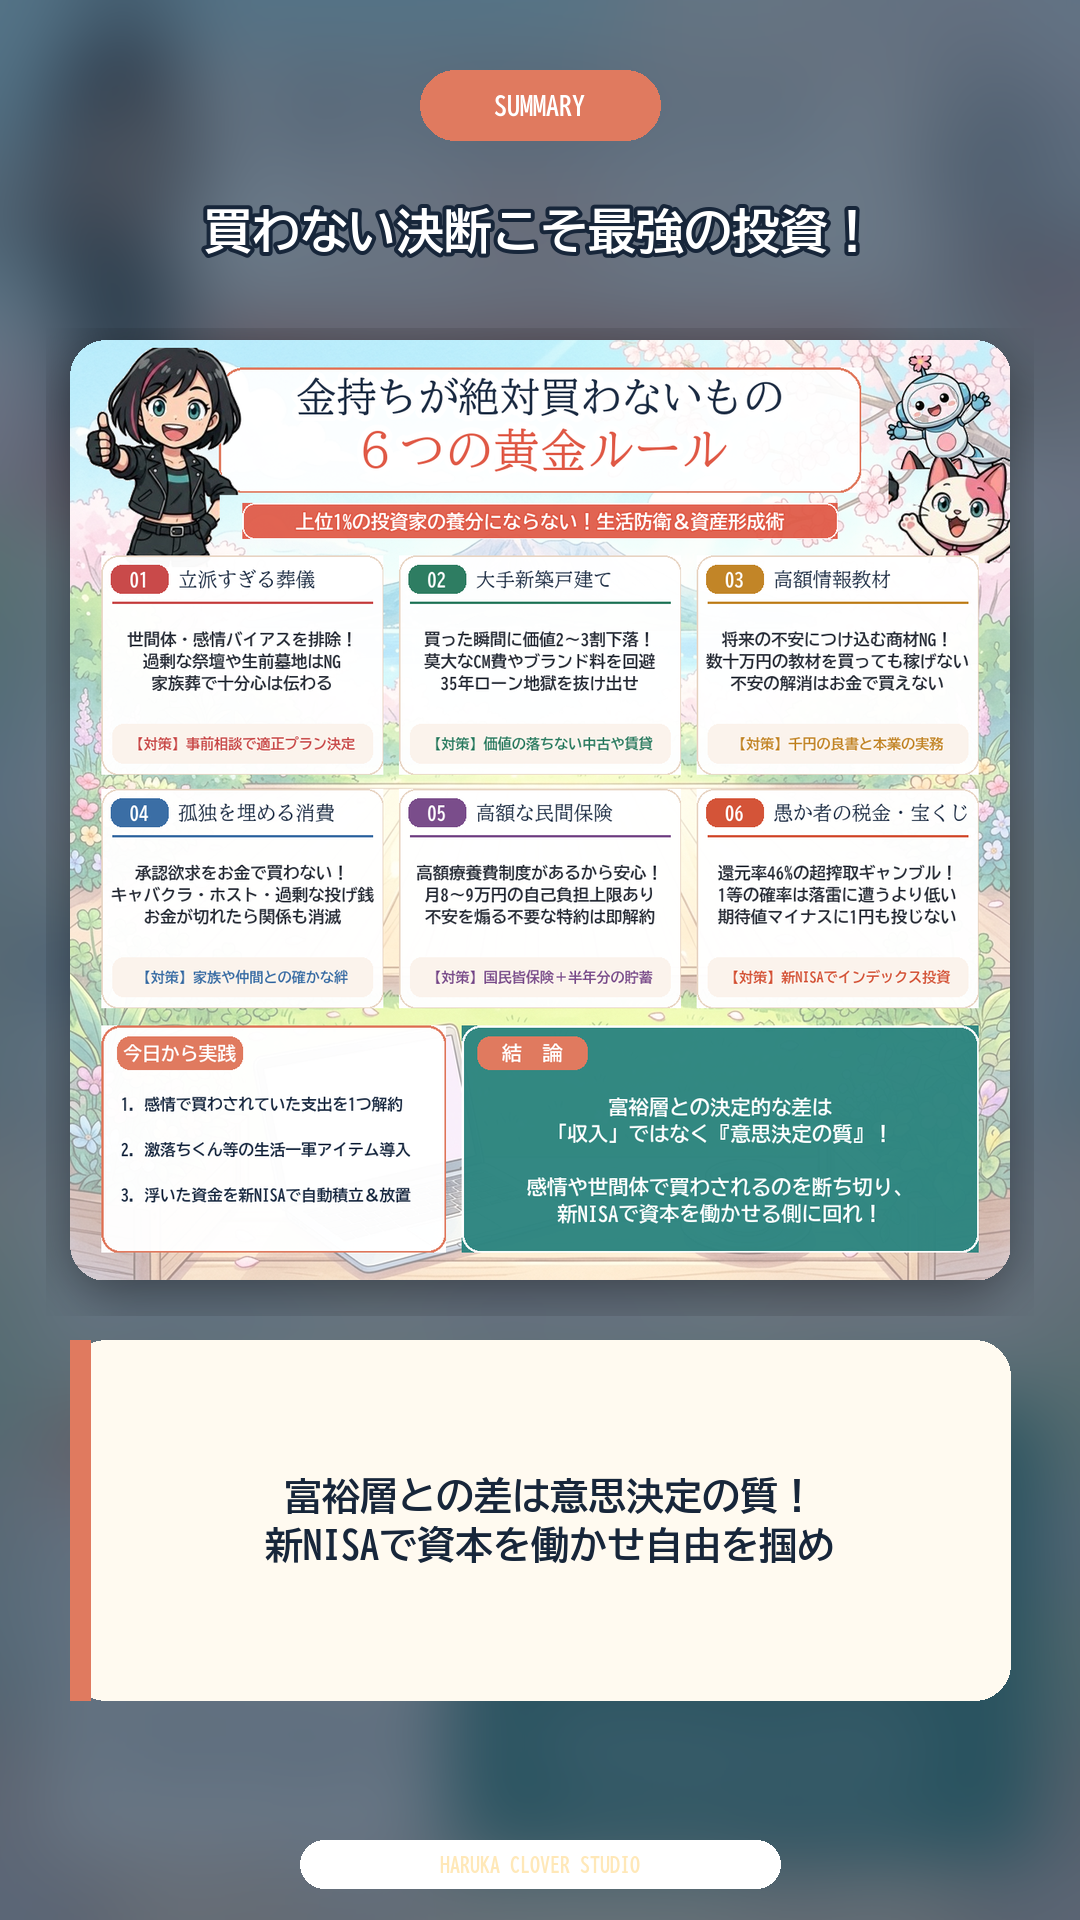 SUMMARY
買わない決断こそ最強の投資！
金持ちが絶対買わないもの
６つの黄金ルール
上位1%の投資家の養分にならない！生活防衛＆資産形成術
01 立派すぎる葬儀
世間体・感情バイアスを排除！
過剰な祭壇や生前墓地はNG
家族葬で十分心は伝わる
【対策】事前相談で適正プラン決定
02 大手新築戸建て
買った瞬間に価値2～3割下落！
莫大なCM費やブランド料を回避
35年ローン地獄を抜け出せ
【対策】価値の落ちない中古や賃貸
03 高額情報教材
将来の不安につけ込む商材NG！
数十万円の教材を買っても稼げない
不安の解消はお金で買えない
【対策】千円の良書と本業の実務
04 孤独を埋める消費
承認欲求をお金で買わない！
キャバクラ・ホスト・過剰な投げ銭
お金が切れたら関係も消滅
【対策】家族や仲間との確かな絆
05 高額な民間保険
高額療養費制度があるから安心！
月8～9万円の自己負担上限あり
不安を煽る不要な特約は即解約
【対策】国民皆保険＋半年分の貯蓄
06 愚か者の税金・宝くじ
還元率46%の超搾取ギャンブル！
1等の確率は落雷に遭うより低い
期待値マイナスに1円も投じない
【対策】新NISAでインデックス投資
今日から実践
1. 感情で買わされていた支出を1つ解約
2. 激落ちくん等の生活一軍アイテム導入
3. 浮いた資金を新NISAで自動積立＆放置
結　論
富裕層との決定的な差は
「収入」ではなく『意思決定の質』！
感情や世間体で買わされるのを断ち切り、
新NISAで資本を働かせる側に回れ！
富裕層との差は意思決定の質！
新NISAで資本を働かせ自由を掴め
HARUKA CLOVER STUDIO